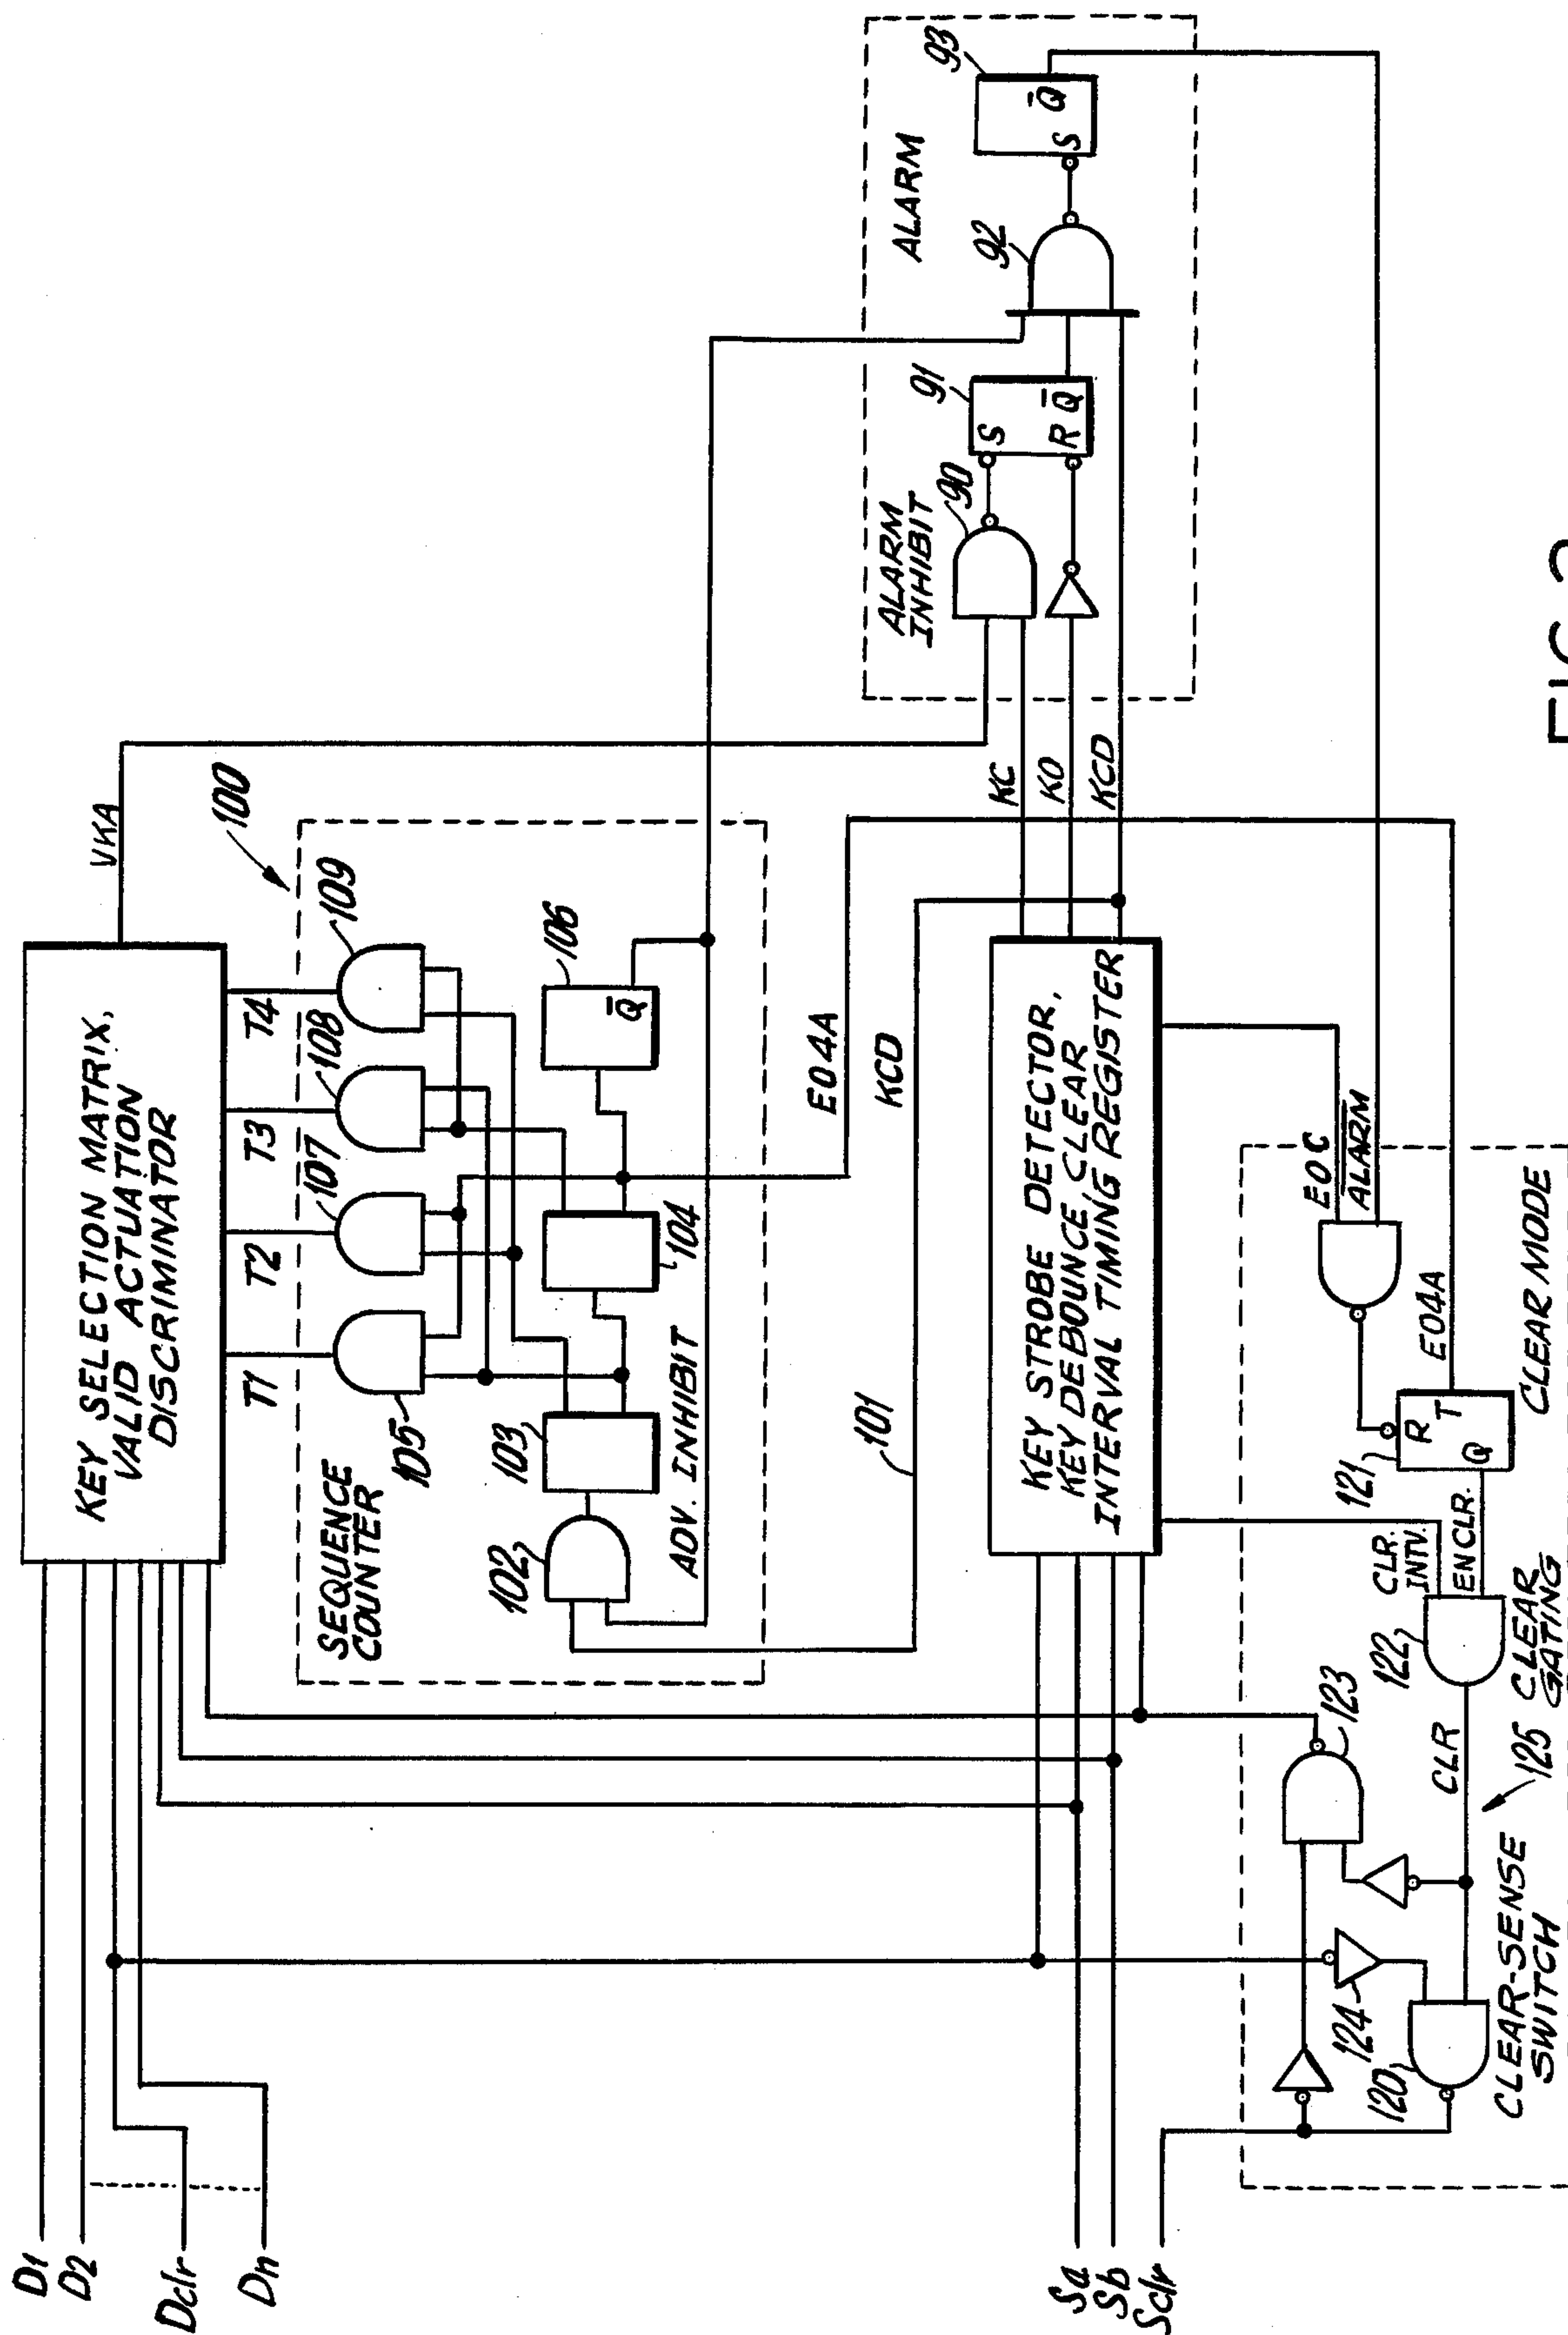 KEY SELECTION MATRIX,
VALID ACTUATION
DISCRIMINATOR
VKA
T1
T2
T3
T4
100
105
107
108
109
SEQUENCE
COUNTER
102
103
104
106
Q̄
ADV. INHIBIT
E04A
KCD
101
KEY STROBE DETECTOR,
KEY DEBOUNCE, CLEAR
INTERVAL TIMING REGISTER
KC
KO
KCD
ALARM
INHIBIT
90
S
R
Q̄
91
92
ALARM
S
Q̄
93
D1
D2
Dclr
Dn
Sa
Sb
Sclr
EOC
A̅L̅A̅R̅M̅
E04A
CLEAR MODE
121
R
T
Q
CLR.
INTV.
ENCLR.
122
CLEAR
GATING
123
CLR
125
124
120
CLEAR-SENSE
SWITCH